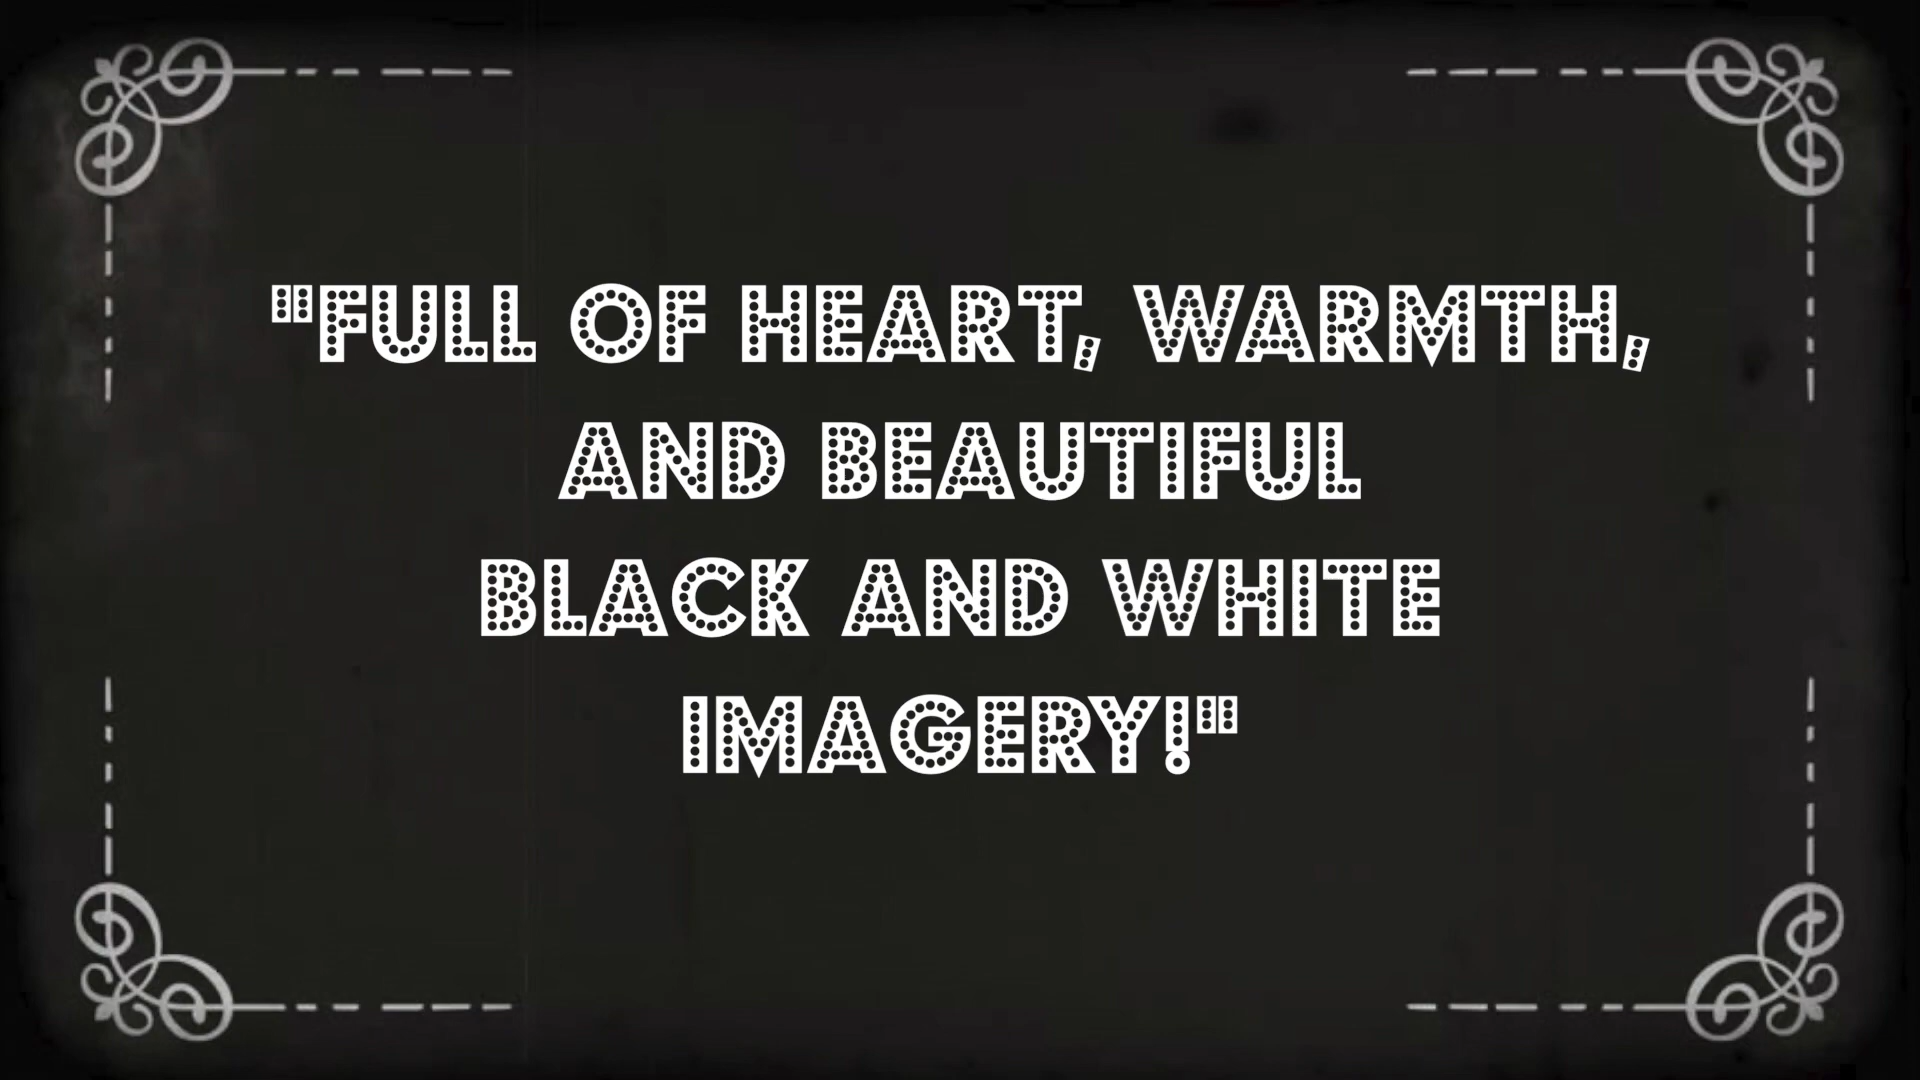 "FULL OF HEART, WARMTH,
AND BEAUTIFUL
BLACK AND WHITE
IMAGERY!"